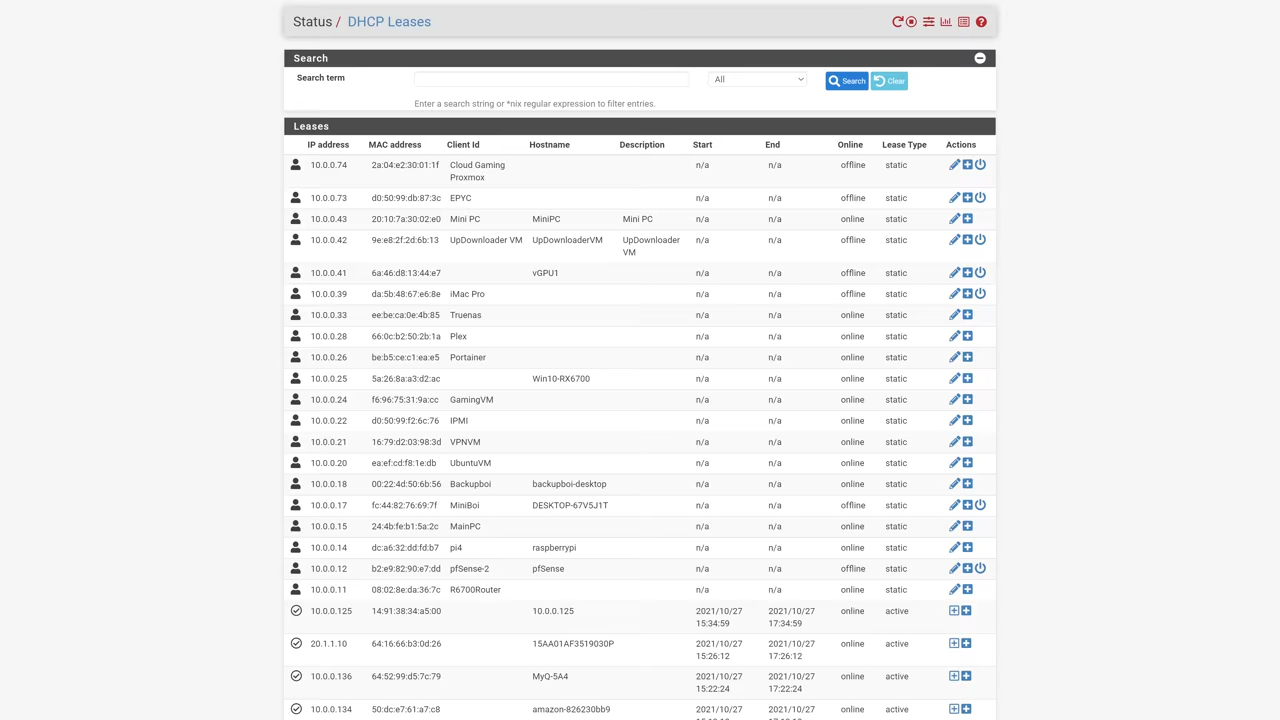 Status / DHCP Leases
Search
Search term All Search Clear
Enter a search string or *nix regular expression to filter entries.
Leases
IP address MAC address Client Id Hostname Description Start End Online Lease Type Actions
10.0.0.74 2a:04:e2:30:01:1f Cloud Gaming n/a n/a offline static
Proxmox
10.0.0.73 d0:50:99:db:87:3c EPYC n/a n/a offline static
10.0.0.43 20:10:7a:30:02:e0 Mini PC MiniPC Mini PC n/a n/a online static
10.0.0.42 9e:e8:2f:2d:6b:13 UpDownloader VM UpDownloaderVM UpDownloader n/a n/a offline static
VM
10.0.0.41 6a:46:d8:13:44:e7 vGPU1 n/a n/a offline static
10.0.0.39 da:5b:48:67:e6:8e iMac Pro n/a n/a offline static
10.0.0.33 ee:be:ca:0e:4b:85 Truenas n/a n/a online static
10.0.0.28 66:0c:b2:50:2b:1a Plex n/a n/a online static
10.0.0.26 be:b5:ce:c1:ea:e5 Portainer n/a n/a online static
10.0.0.25 5a:26:8a:a3:d2:ac Win10-RX6700 n/a n/a online static
10.0.0.24 f6:96:75:31:9a:cc GamingVM n/a n/a online static
10.0.0.22 d0:50:99:f2:6c:76 IPMI n/a n/a online static
10.0.0.21 16:79:d2:03:98:3d VPNVM n/a n/a online static
10.0.0.20 ea:ef:cd:f8:1e:db UbuntuVM n/a n/a online static
10.0.0.18 00:22:4d:50:6b:56 Backupboi backupboi-desktop n/a n/a online static
10.0.0.17 fc:44:82:76:69:7f MiniBoi DESKTOP-67V5J1T n/a n/a offline static
10.0.0.15 24:4b:fe:b1:5a:2c MainPC n/a n/a online static
10.0.0.14 dc:a6:32:dd:fd:b7 pi4 raspberrypi n/a n/a online static
10.0.0.12 b2:e9:82:90:e7:dd pfSense-2 pfSense n/a n/a offline static
10.0.0.11 08:02:8e:da:36:7c R6700Router n/a n/a online static
10.0.0.125 14:91:38:34:a5:00 10.0.0.125 2021/10/27 2021/10/27 online active
15:34:59 17:34:59
20.1.1.10 64:16:66:b3:0d:26 15AA01AF3519030P 2021/10/27 2021/10/27 online active
15:26:12 17:26:12
10.0.0.136 64:52:99:d5:7c:79 MyQ-5A4 2021/10/27 2021/10/27 online active
15:22:24 17:22:24
10.0.0.134 50:dc:e7:61:a7:c8 amazon-826230bb9 2021/10/27 2021/10/27 online active